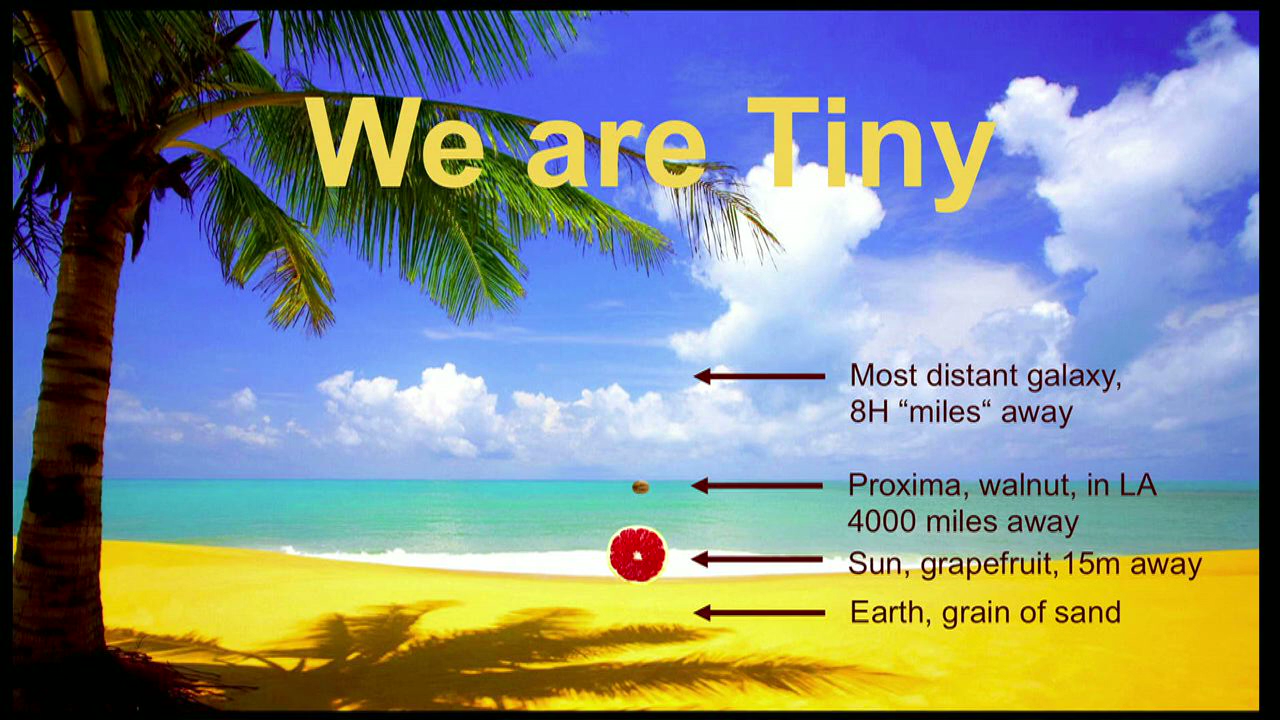 We are Tiny
Most distant galaxy,
8H “miles“ away
Proxima, walnut, in LA
4000 miles away
Sun, grapefruit,15m away
Earth, grain of sand